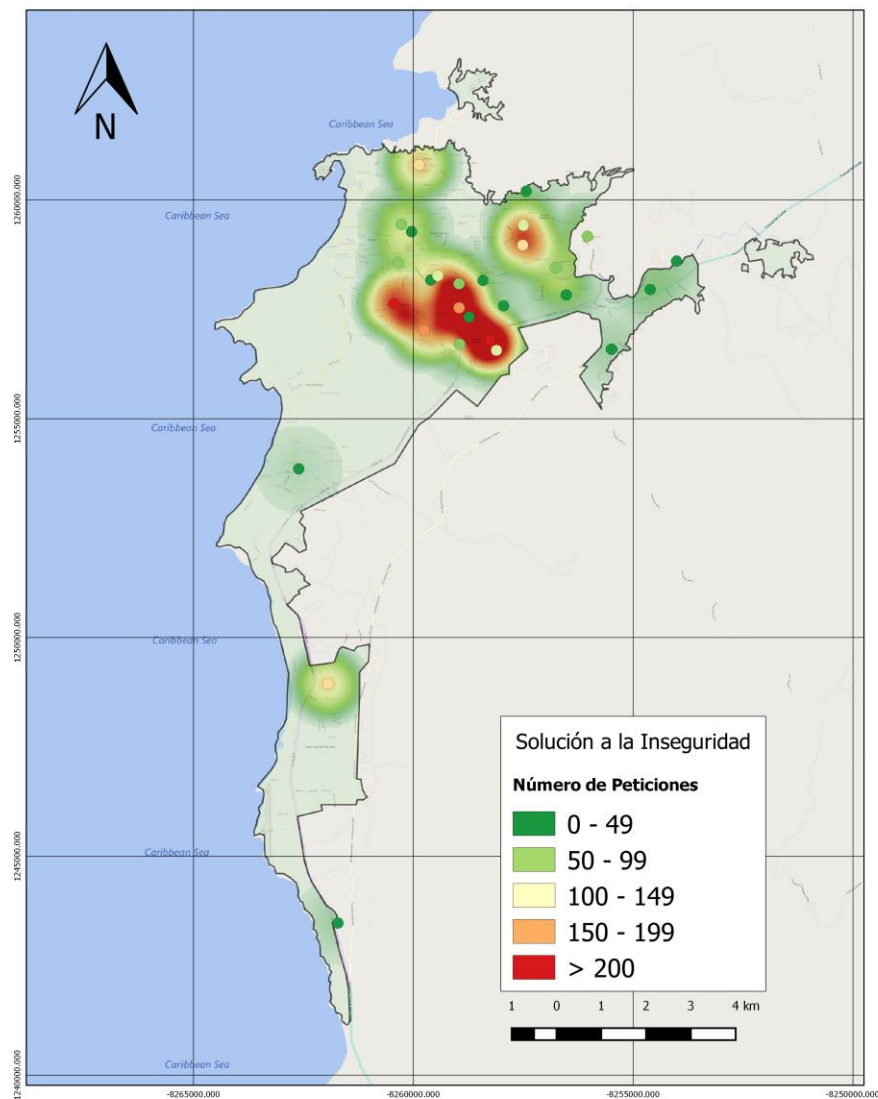 N
Caribbean Sea
Caribbean Sea
Caribbean Sea
Caribbean Sea
Caribbean Sea
Caribbean Sea
1260000.000
1255000.000
1250000.000
1245000.000
1240000.000
Solución a la Inseguridad
Número de Peticiones
0 - 49
50 - 99
100 - 149
150 - 199
> 200
1 0 1 2 3 4 km
-8265000.000 -8260000.000 -8255000.000 -8250000.000